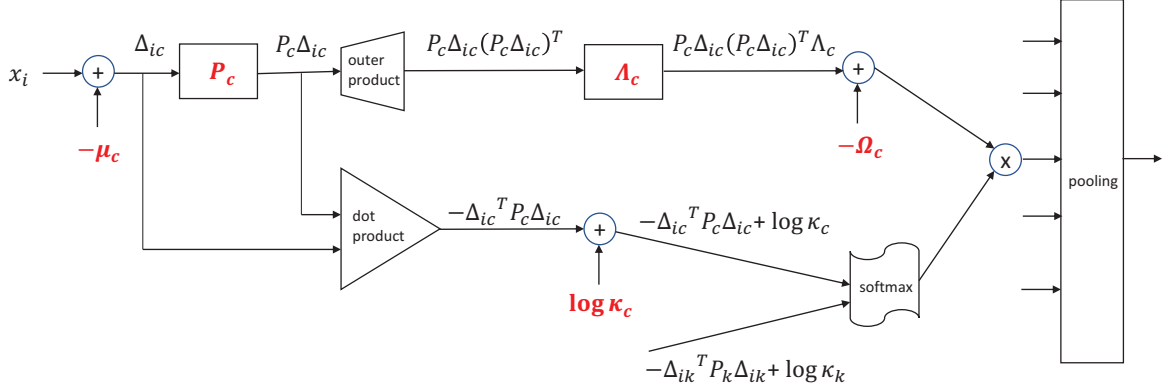 Δ_ic
P_cΔ_ic
P_cΔ_ic(P_cΔ_ic)^T
P_cΔ_ic(P_cΔ_ic)^TΛ_c
x_i
+
P_c
outer
product
Λ_c
+
−μ_c
−Ω_c
x
pooling
dot
product
−Δ_ic^T P_cΔ_ic
+
−Δ_ic^T P_cΔ_ic + log κ_c
softmax
log κ_c
−Δ_ik^T P_kΔ_ik + log κ_k